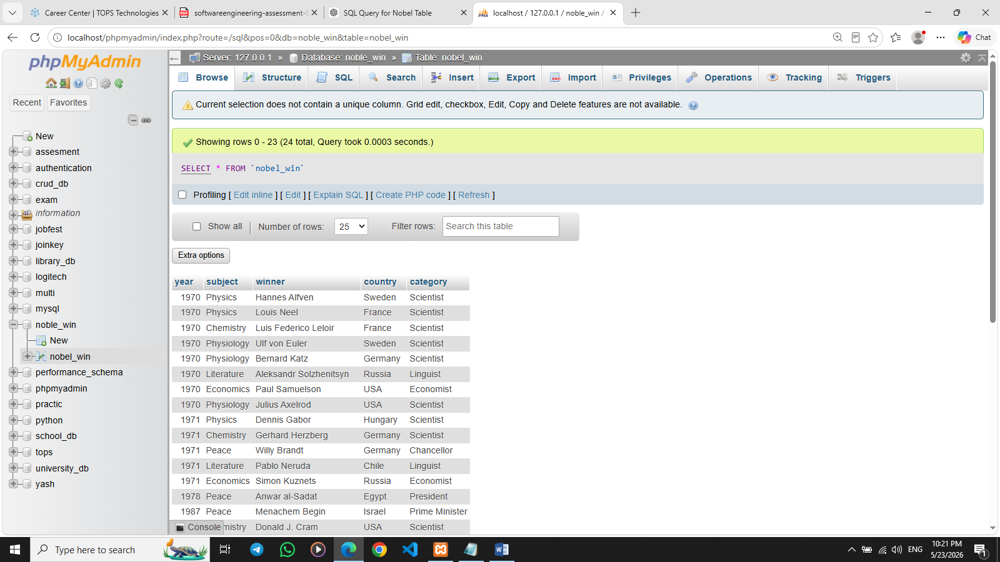 Career Center | TOPS Technologies
softwareengineering-assessment-
SQL Query for Nobel Table
localhost / 127.0.0.1 / noble_win /
localhost/phpmyadmin/index.php?route=/sql&pos=0&db=noble_win&table=nobel_win
Chat
phpMyAdmin
Recent Favorites
New
assesment
authentication
crud_db
exam
information
jobfest
joinkey
library_db
logitech
multi
mysql
noble_win
New
nobel_win
performance_schema
phpmyadmin
practic
python
school_db
tops
university_db
yash
Server: 127.0.0.1 » Database: noble_win » Table: nobel_win
Browse Structure SQL Search Insert Export Import Privileges Operations Tracking Triggers
Current selection does not contain a unique column. Grid edit, checkbox, Edit, Copy and Delete features are not available.
Showing rows 0 - 23 (24 total, Query took 0.0003 seconds.)
SELECT * FROM `nobel_win`
Profiling [ Edit inline ] [ Edit ] [ Explain SQL ] [ Create PHP code ] [ Refresh ]
Show all | Number of rows: 25 Filter rows: Search this table
Extra options
year subject winner country category
1970 Physics Hannes Alfven Sweden Scientist
1970 Physics Louis Neel France Scientist
1970 Chemistry Luis Federico Leloir France Scientist
1970 Physiology Ulf von Euler Sweden Scientist
1970 Physiology Bernard Katz Germany Scientist
1970 Literature Aleksandr Solzhenitsyn Russia Linguist
1970 Economics Paul Samuelson USA Economist
1970 Physiology Julius Axelrod USA Scientist
1971 Physics Dennis Gabor Hungary Scientist
1971 Chemistry Gerhard Herzberg Germany Scientist
1971 Peace Willy Brandt Germany Chancellor
1971 Literature Pablo Neruda Chile Linguist
1971 Economics Simon Kuznets Russia Economist
1978 Peace Anwar al-Sadat Egypt President
1987 Peace Menachem Begin Israel Prime Minister
Console mistry Donald J. Cram USA Scientist
Type here to search
ENG
10:21 PM
5/23/2026
1